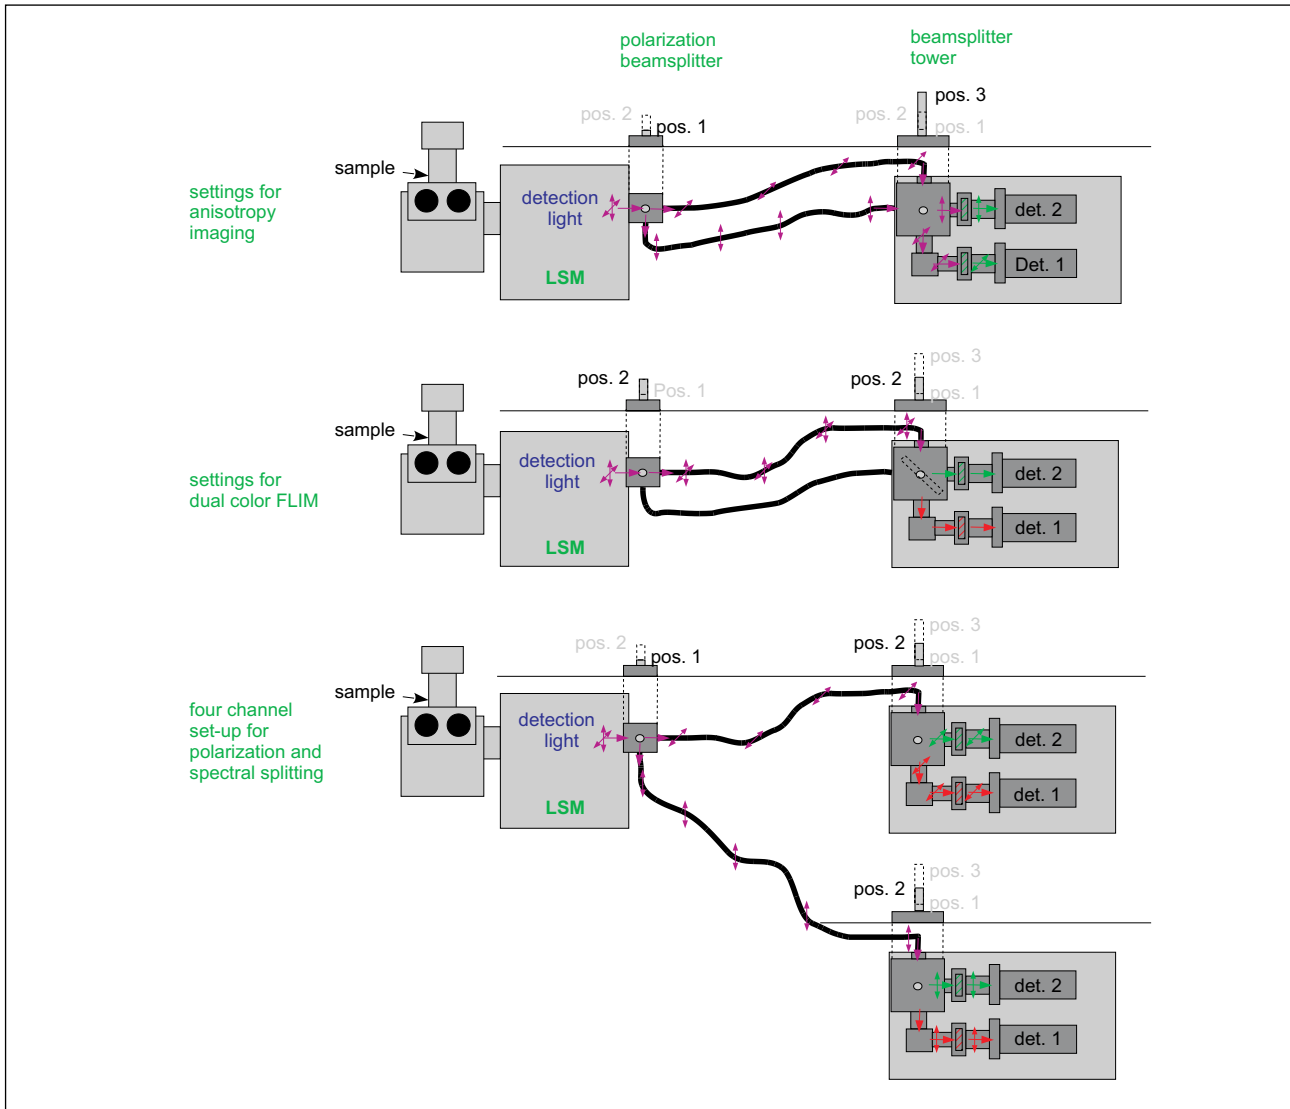 polarization
beamsplitter
beamsplitter
tower
pos. 2
pos. 1
pos. 3
pos. 2
pos. 1
sample
settings for
anisotropy
imaging
detection
light
LSM
det. 2
Det. 1
pos. 2
Pos. 1
pos. 3
pos. 2
pos. 1
sample
settings for
dual color FLIM
detection
light
LSM
det. 2
det. 1
pos. 2
pos. 1
pos. 3
pos. 2
pos. 1
sample
four channel
set-up for
polarization and
spectral splitting
detection
light
LSM
det. 2
det. 1
pos. 3
pos. 2
pos. 1
det. 2
det. 1